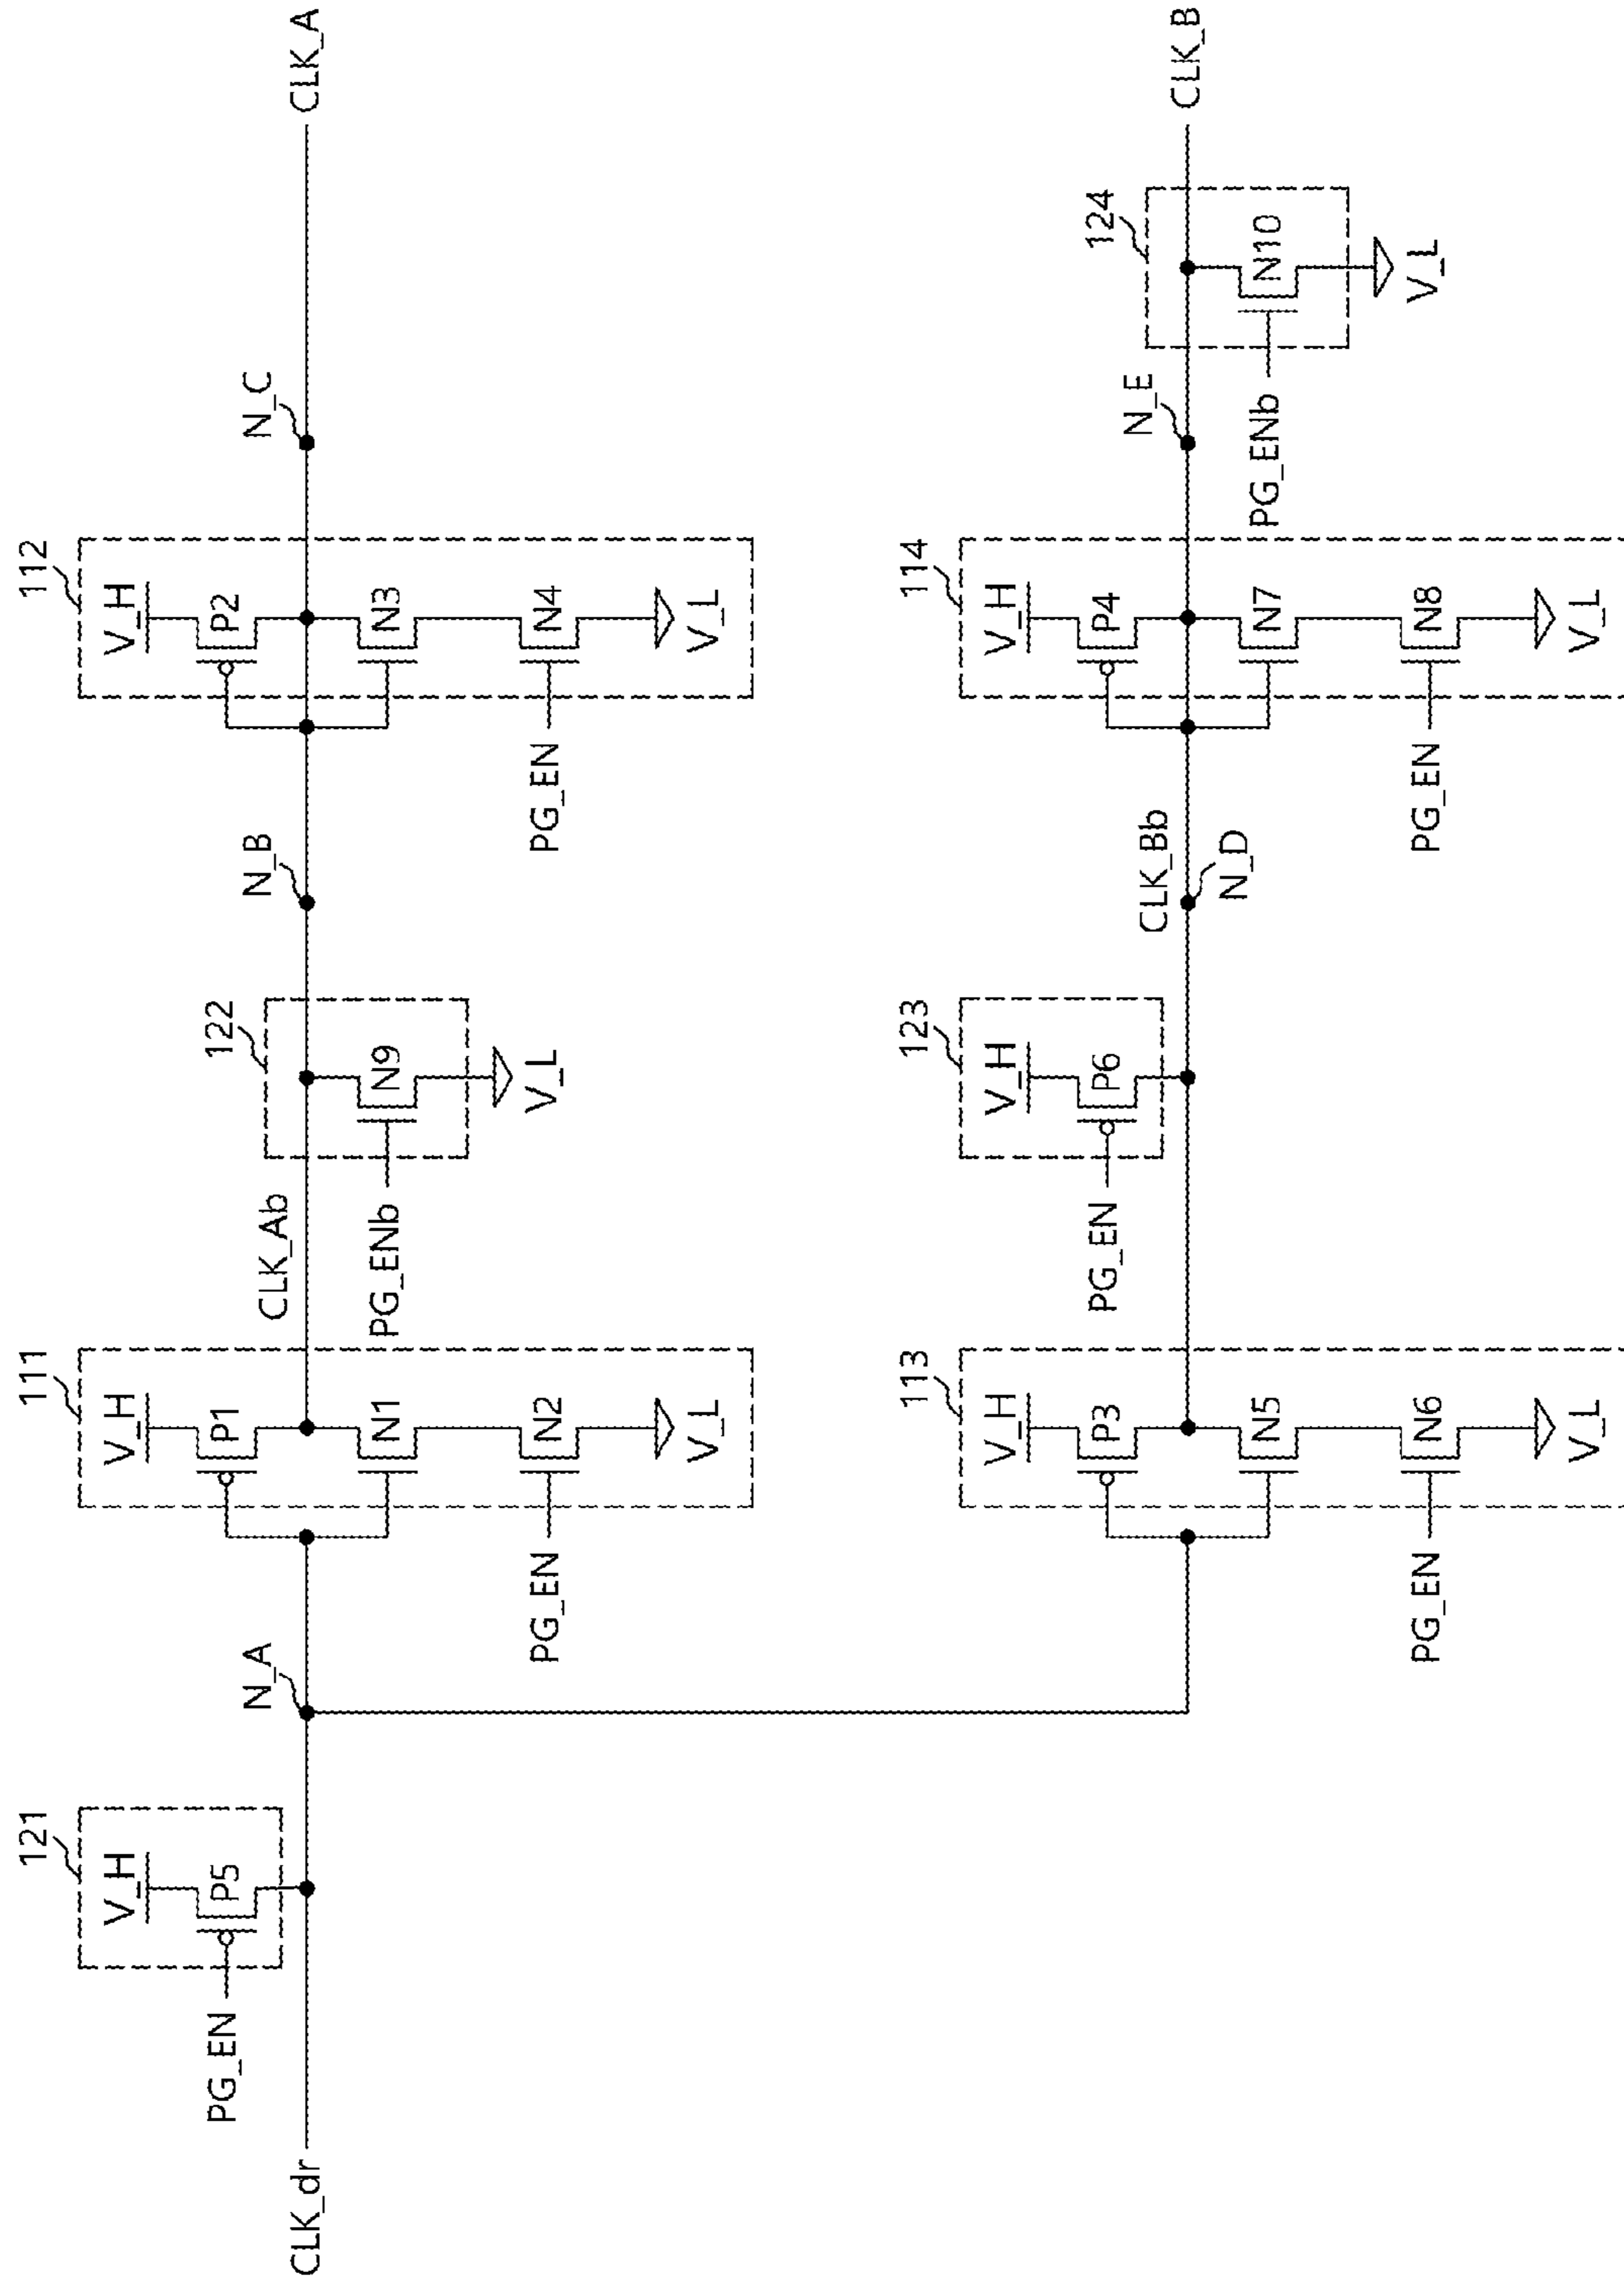 121
V_H
P5
PG_EN
CLK_dr
N_A
111
V_H
P1
N1
N2
PG_EN
V_L
CLK_Ab
122
N9
PG_ENb
V_L
N_B
112
V_H
P2
N3
N4
PG_EN
V_L
N_C
CLK_A
113
V_H
P3
N5
N6
PG_EN
V_L
123
V_H
P6
PG_EN
CLK_Bb
N_D
114
V_H
P4
N7
N8
PG_EN
V_L
N_E
124
N10
PG_ENb
V_L
CLK_B